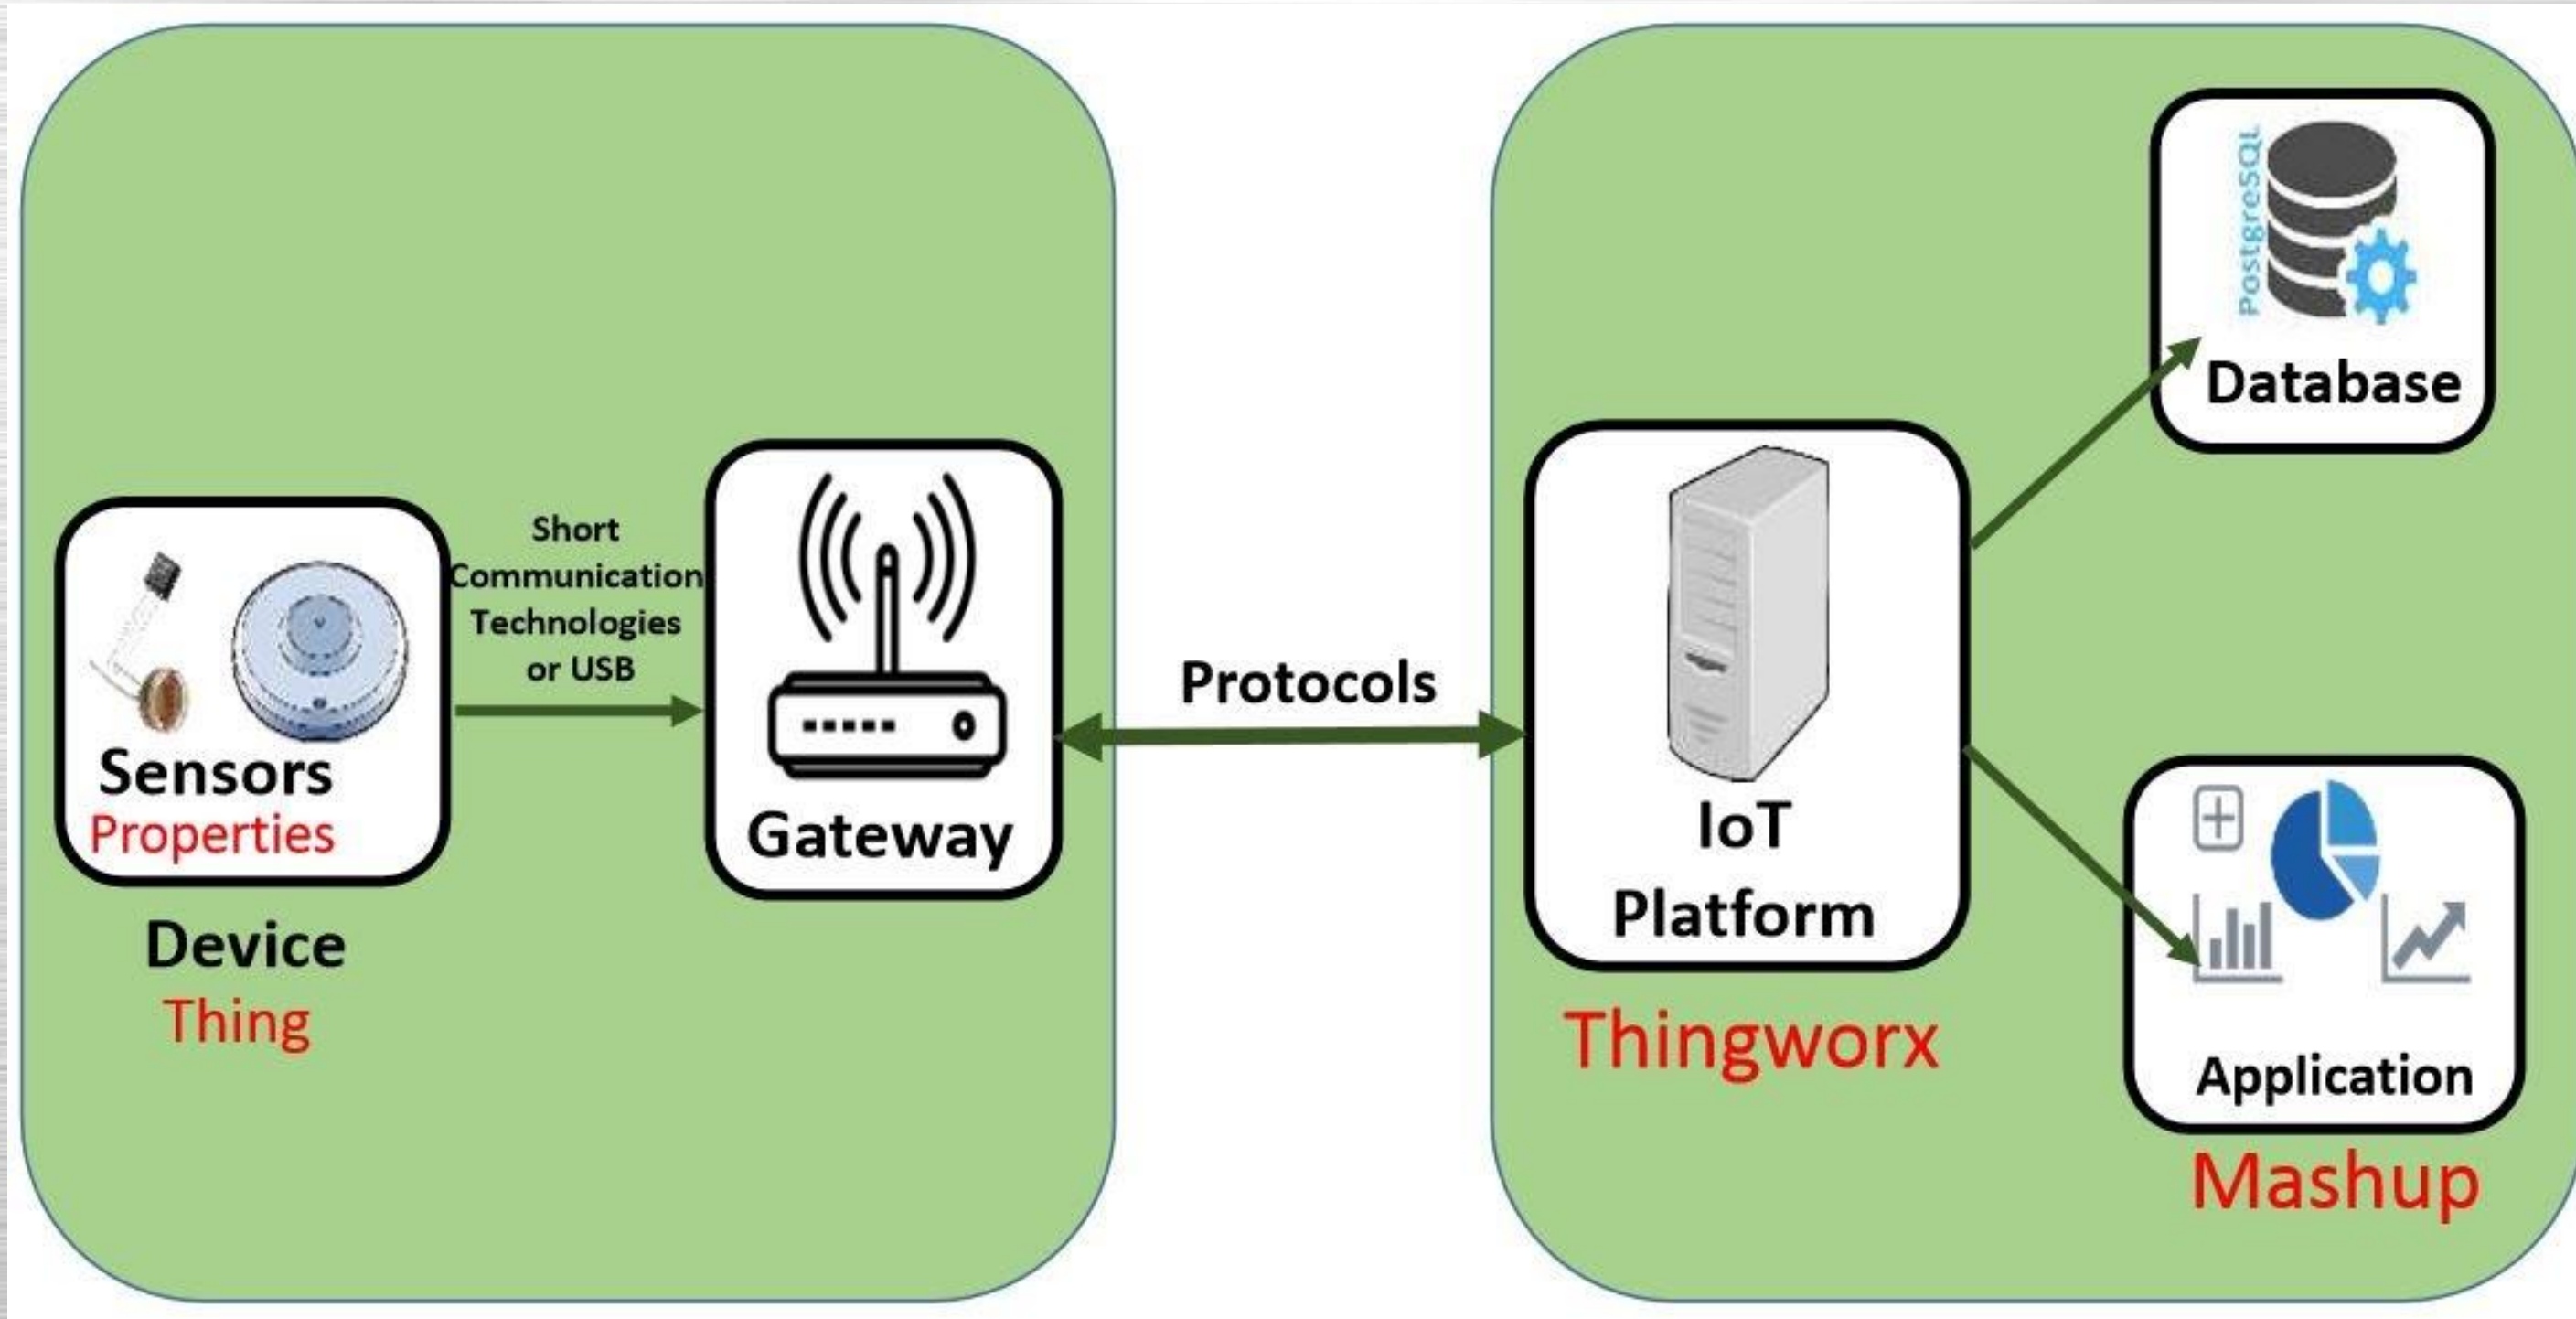 Sensors
Properties
Device
Thing
Short
Communication
Technologies
or USB
Gateway
Protocols
IoT
Platform
Thingworx
PostgreSQL
Database
Application
Mashup